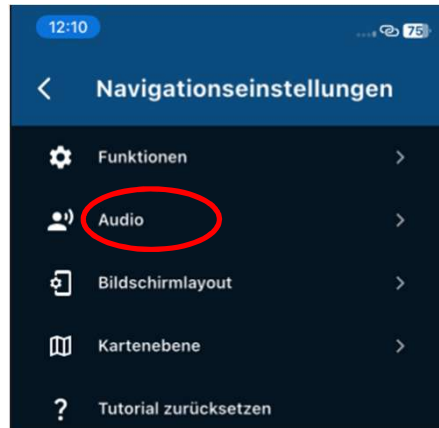 12:10
75
Navigationseinstellungen
Funktionen
Audio
Bildschirmlayout
Kartenebene
? Tutorial zurücksetzen